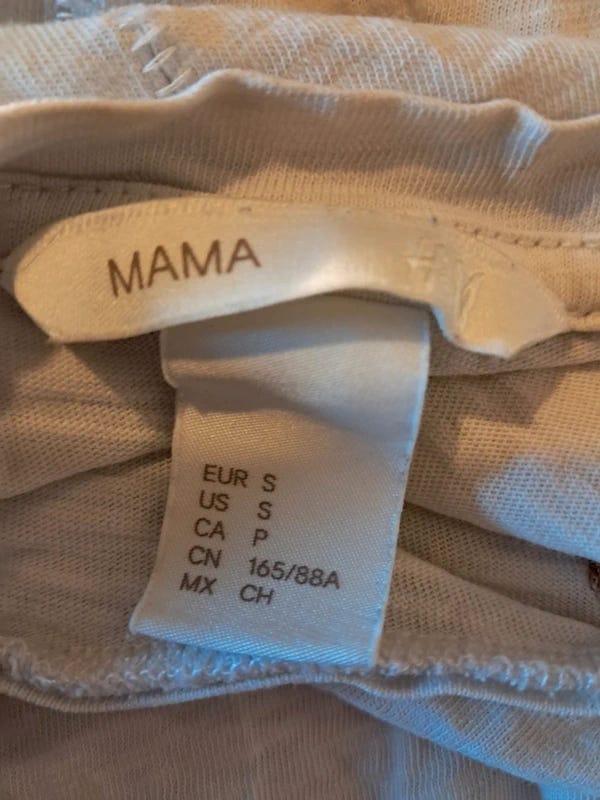 MAMA
EUR S
US S
CA P
CN 165/88A
MX CH